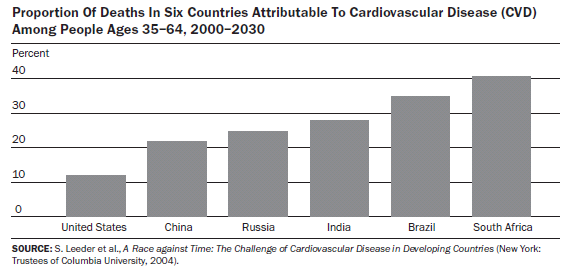 Proportion Of Deaths In Six Countries Attributable To Cardiovascular Disease (CVD)
Among People Ages 35–64, 2000–2030
Percent
40
30
20
10
0
United States China Russia India Brazil South Africa
SOURCE: S. Leeder et al., A Race against Time: The Challenge of Cardiovascular Disease in Developing Countries (New York:
Trustees of Columbia University, 2004).